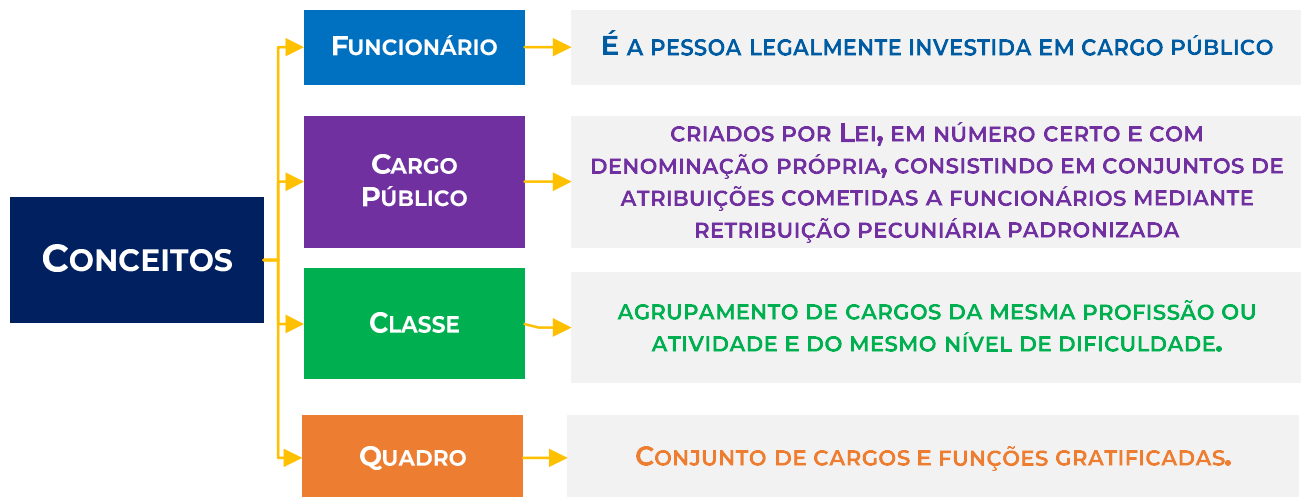 CONCEITOS
FUNCIONÁRIO
É A PESSOA LEGALMENTE INVESTIDA EM CARGO PÚBLICO
CARGO
PÚBLICO
CRIADOS POR LEI, EM NÚMERO CERTO E COM
DENOMINAÇÃO PRÓPRIA, CONSISTINDO EM CONJUNTOS DE
ATRIBUIÇÕES COMETIDAS A FUNCIONÁRIOS MEDIANTE
RETRIBUIÇÃO PECUNIÁRIA PADRONIZADA
CLASSE
AGRUPAMENTO DE CARGOS DA MESMA PROFISSÃO OU
ATIVIDADE E DO MESMO NÍVEL DE DIFICULDADE.
QUADRO
CONJUNTO DE CARGOS E FUNÇÕES GRATIFICADAS.